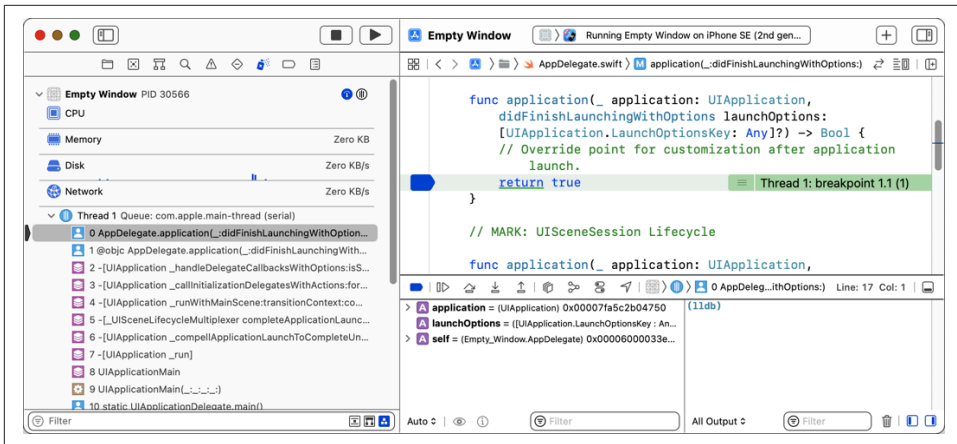 Empty Window
Running Empty Window on iPhone SE (2nd gen...
AppDelegate.swift
M application(_:didFinishLaunchingWithOptions:)
Empty Window PID 30566
CPU
Memory Zero KB
Disk Zero KB/s
Network Zero KB/s
Thread 1 Queue: com.apple.main-thread (serial)
0 AppDelegate.application(_:didFinishLaunchingWithOption...
1 @objc AppDelegate.application(_:didFinishLaunchingWith...
2 -[UIApplication _handleDelegateCallbacksWithOptions:isS...
3 -[UIApplication _callInitializationDelegatesWithActions:for...
4 -[UIApplication _runWithMainScene:transitionContext:co...
5 -[_UISceneLifecycleMultiplexer completeApplicationLaunc...
6 -[UIApplication _compellApplicationLaunchToCompleteUn...
7 -[UIApplication _run]
8 UIApplicationMain
9 UIApplicationMain(_:_:_:_:)
10 static UIApplicationDelegate.main()
Filter
func application(_ application: UIApplication,
didFinishLaunchingWithOptions launchOptions:
[UIApplication.LaunchOptionsKey: Any]?) -> Bool {
// Override point for customization after application
launch.
return true
Thread 1: breakpoint 1.1 (1)
}
// MARK: UISceneSession Lifecycle
func application(_ application: UIApplication,
0 AppDeleg...ithOptions:) Line: 17 Col: 1
A application = (UIApplication) 0x00007fa5c2b04750
A launchOptions = ([UIApplication.LaunchOptionsKey : An...
A self = (Empty_Window.AppDelegate) 0x00006000033e...
(lldb)
Auto
Filter
All Output
Filter